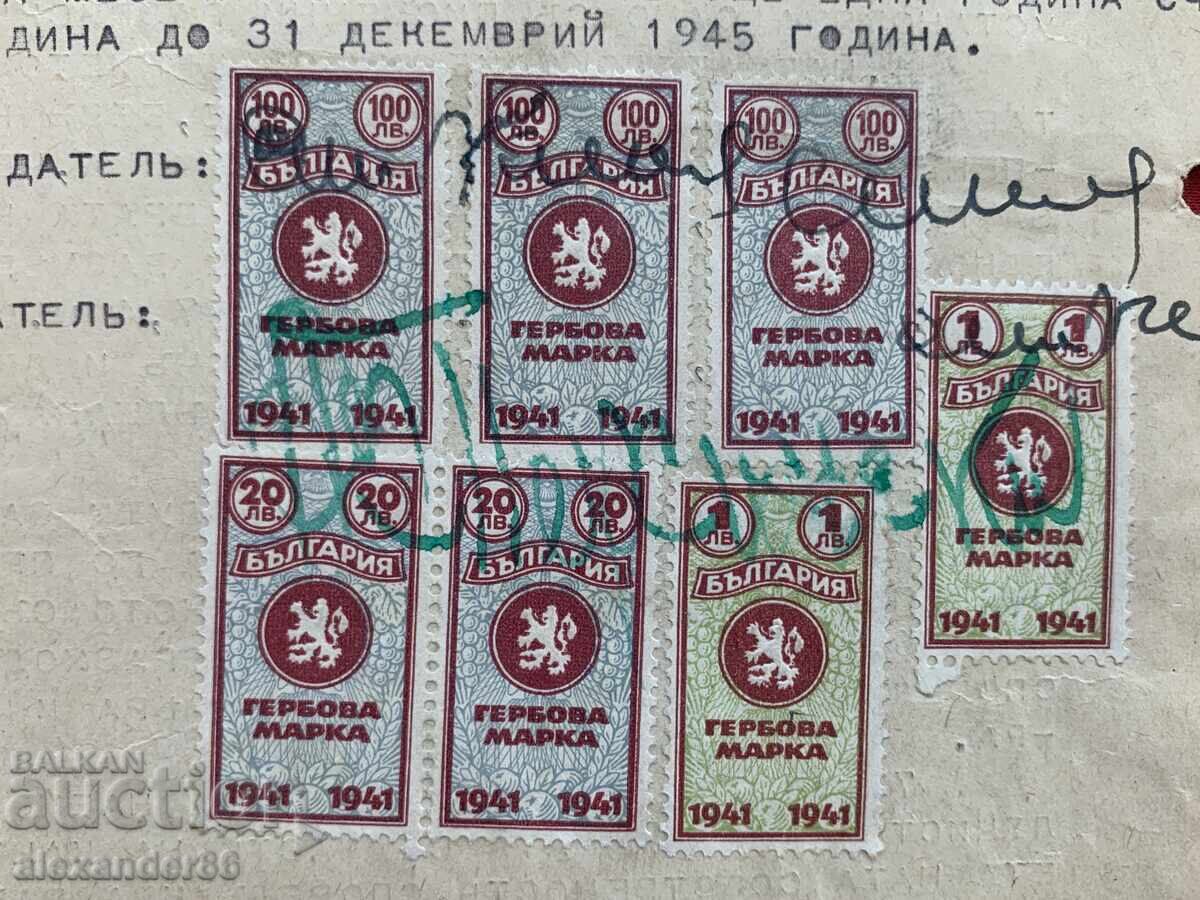 ЕДНА ГОДИНА
ДИНА ДО 31 ДЕКЕМВРИЙ 1945 ГОДИНА.
ДАТЕЛЬ:
АТЕЛЬ:
100 ЛВ. 100 ЛВ.
БЪЛГАРИЯ
ГЕРБОВА
МАРКА
1941 1941
100 ЛВ. 100 ЛВ.
БЪЛГАРИЯ
ГЕРБОВА
МАРКА
1941 1941
100 ЛВ. 100 ЛВ.
БЪЛГАРИЯ
ГЕРБОВА
МАРКА
1941 1941
1 ЛВ. 1 ЛВ.
БЪЛГАРИЯ
ГЕРБОВА
МАРКА
1941 1941
20 ЛВ. 20 ЛВ.
БЪЛГАРИЯ
ГЕРБОВА
МАРКА
1941 1941
20 ЛВ. 20 ЛВ.
БЪЛГАРИЯ
ГЕРБОВА
МАРКА
1941 1941
1 ЛВ. 1 ЛВ.
БЪЛГАРИЯ
ГЕРБОВА
МАРКА
1941 1941
BALKAN
auction
alexander86